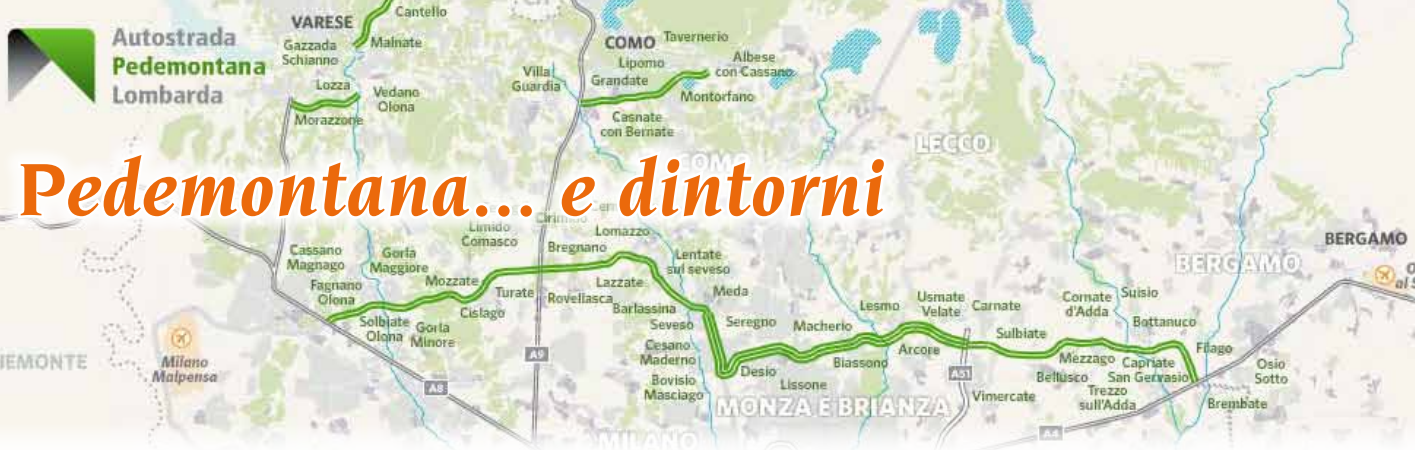 Autostrada
Pedemontana
Lombarda
Pedemontana... e dintorni
VARESE
Cantello
Gazzada
Schianno
Malnate
Lozza
Vedano
Olona
Morazzone
COMO
Tavernerio
Lipomo
Albese
con Cassano
Villa
Guardia
Grandate
Montorfano
Casnate
con Bernate
LECCO
COMO
BERGAMO
BERGAMO
Limido
Comasco
Lomazzo
Bregnano
Cassano
Magnago
Gorla
Maggiore
Fagnano
Olona
Mozzate
Turate
Cislago
Solbiate
Olona
Gorla
Minore
Rovellasca
Lazzate
Barlassina
Lentate
sul seveso
Meda
Seveso
Seregno
Cesano
Maderno
Bovisio
Masciago
Desio
Macherio
Lissone
Biassono
Lesmo
Arcore
Usmate
Velate
Carnate
Sulbiate
Vimercate
Cornate
d'Adda
Suisio
Bottanuco
Mezzago
Bellusco
Capriate
San Gervasio
Trezzo
sull'Adda
Filago
Osio
Sotto
Brembate
A9
A8
A51
A4
IEMONTE
Milano
Malpensa
MONZA E BRIANZA
MILANO